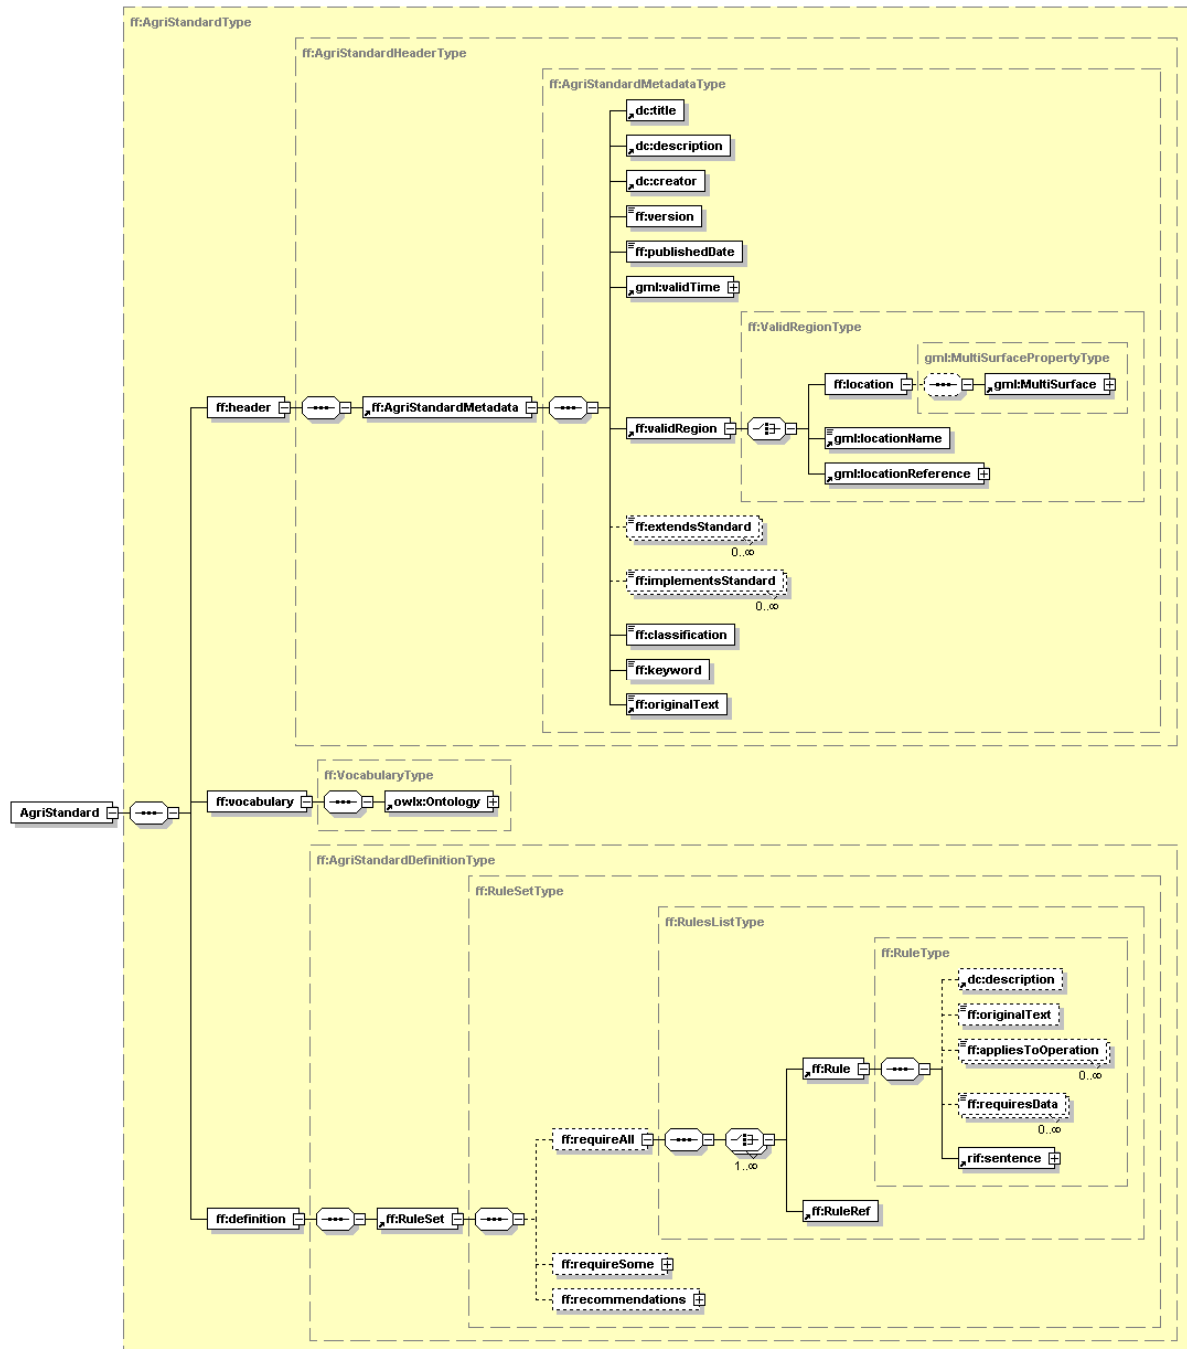 ff:AgriStandardType
ff:AgriStandardHeaderType
ff:AgriStandardMetadataType
dc:title
dc:description
dc:creator
ff:version
ff:publishedDate
gml:validTime
ff:ValidRegionType
gml:MultiSurfacePropertyType
ff:location
gml:MultiSurface
ff:header
ff:AgriStandardMetadata
ff:validRegion
gml:locationName
gml:locationReference
ff:extendsStandard
0..∞
ff:implementsStandard
0..∞
ff:classification
ff:keyword
ff:originalText
ff:VocabularyType
ff:vocabulary
owlx:Ontology
AgriStandard
ff:AgriStandardDefinitionType
ff:RuleSetType
ff:RulesListType
ff:RuleType
dc:description
ff:originalText
ff:appliesToOperation
0..∞
ff:Rule
ff:requiresData
0..∞
ff:requireAll
1..∞
rif:sentence
ff:RuleRef
ff:definition
ff:RuleSet
ff:requireSome
ff:recommendations